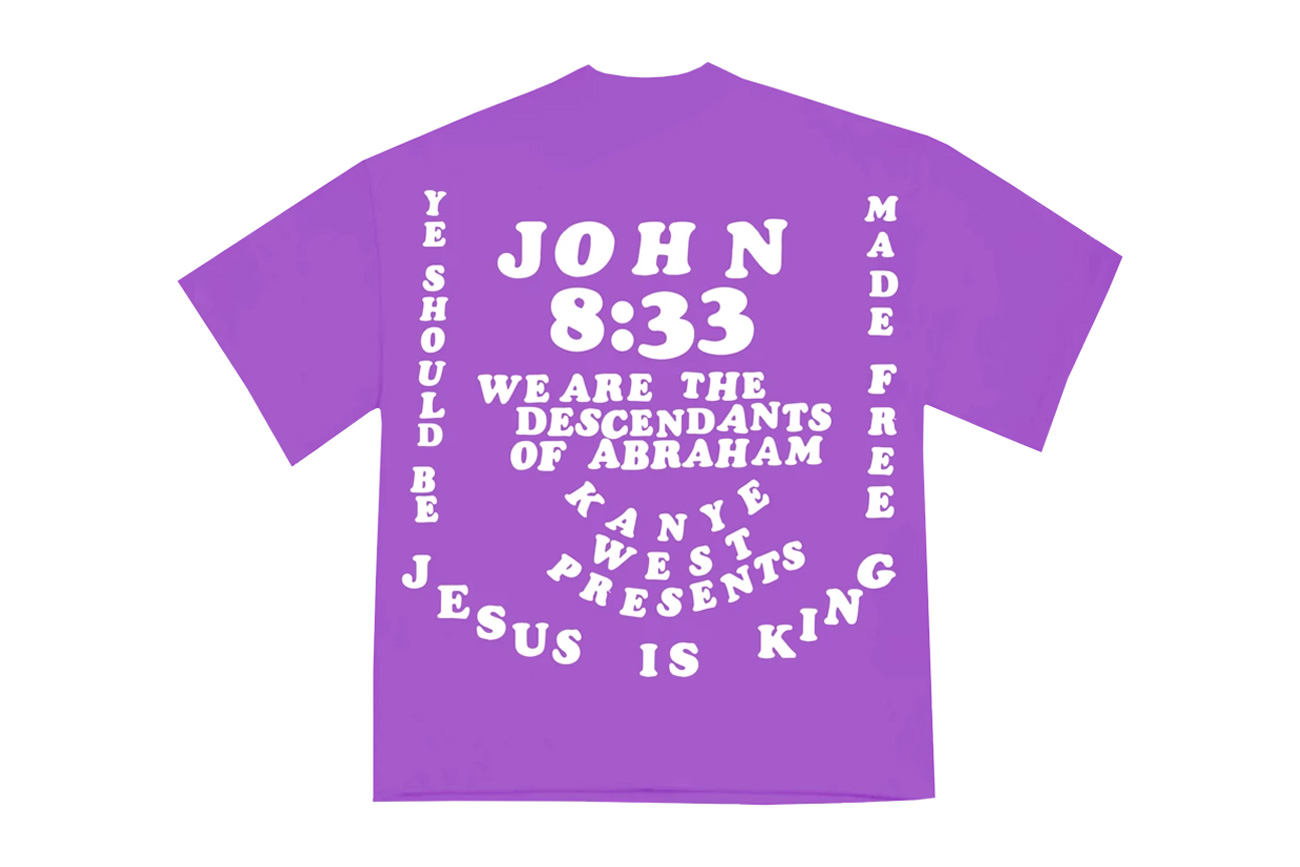 YE SHOULD BE
JOHN
8:33
WE ARE THE
DESCENDANTS
OF ABRAHAM
KANYE
WEST
PRESENTS
MADE FREE
JESUS IS KING